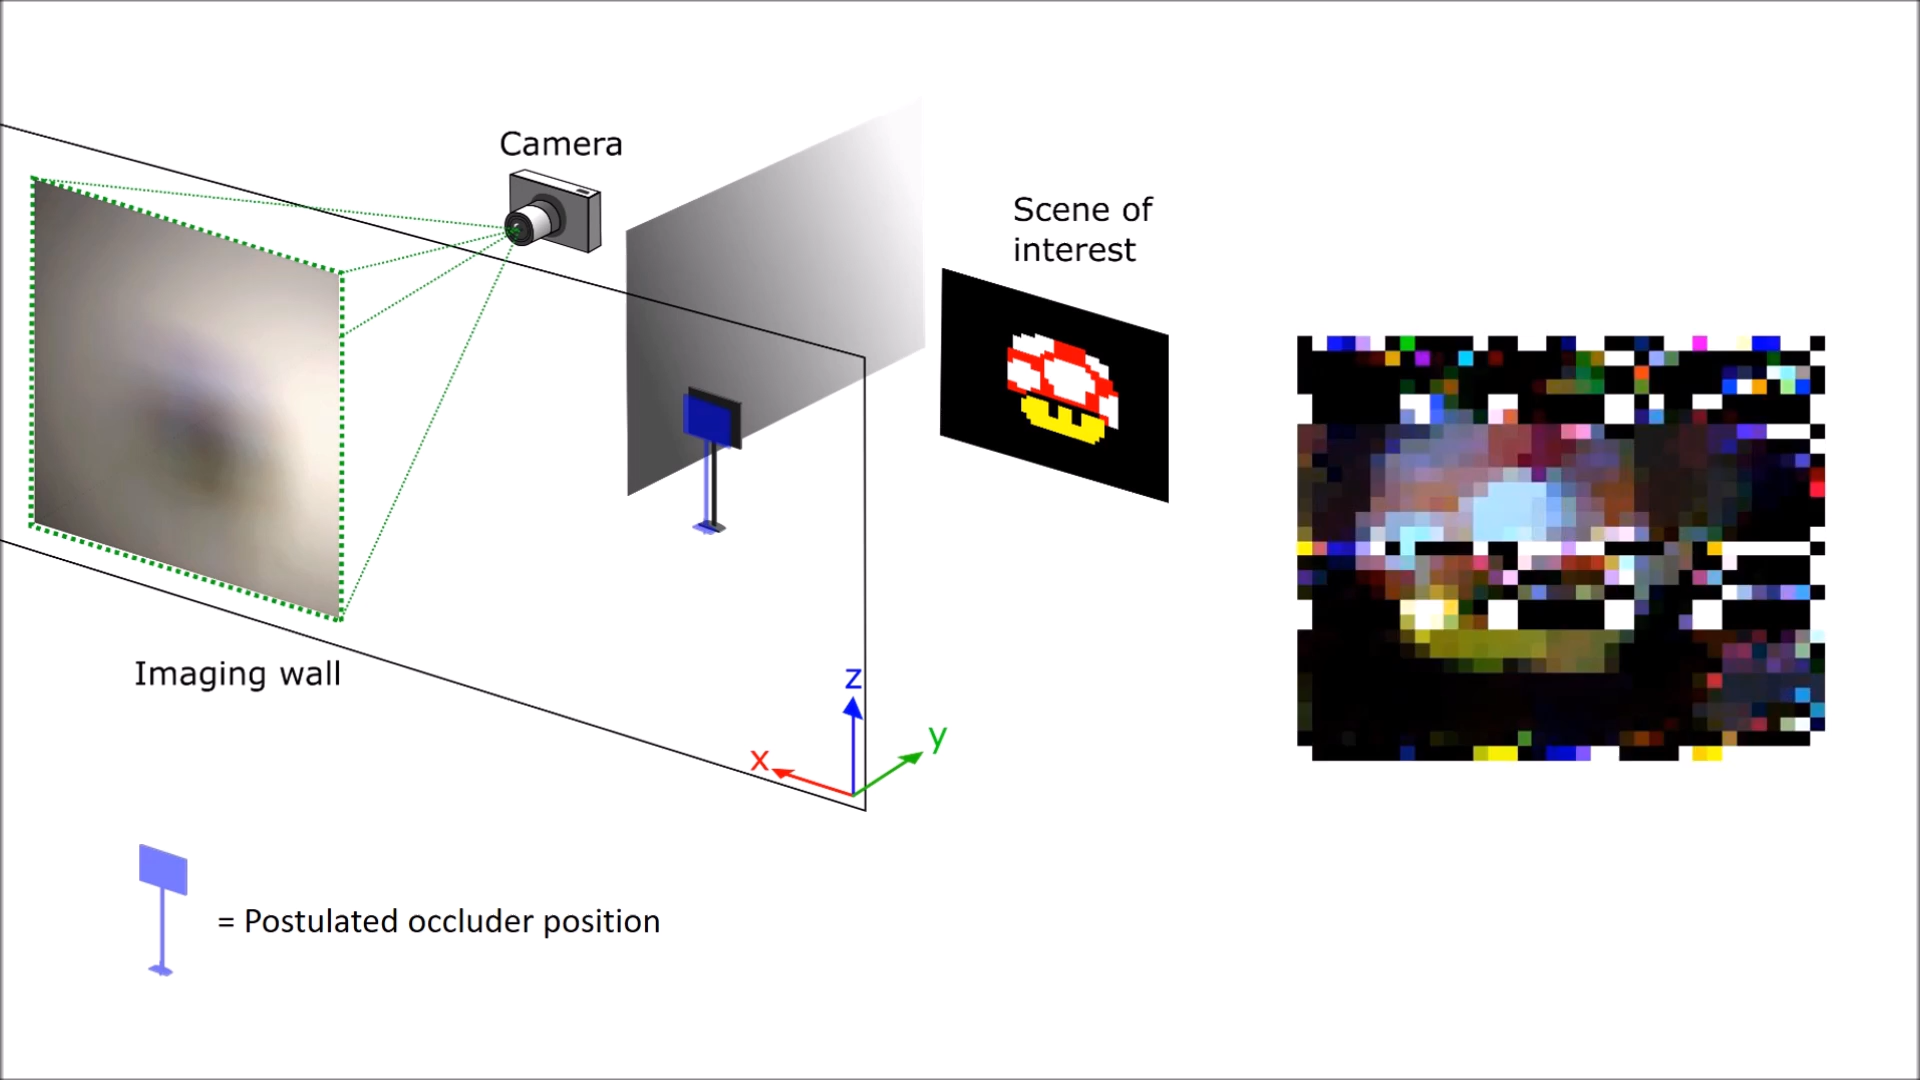 Camera
Scene of
interest
Imaging wall
z
y
x
= Postulated occluder position